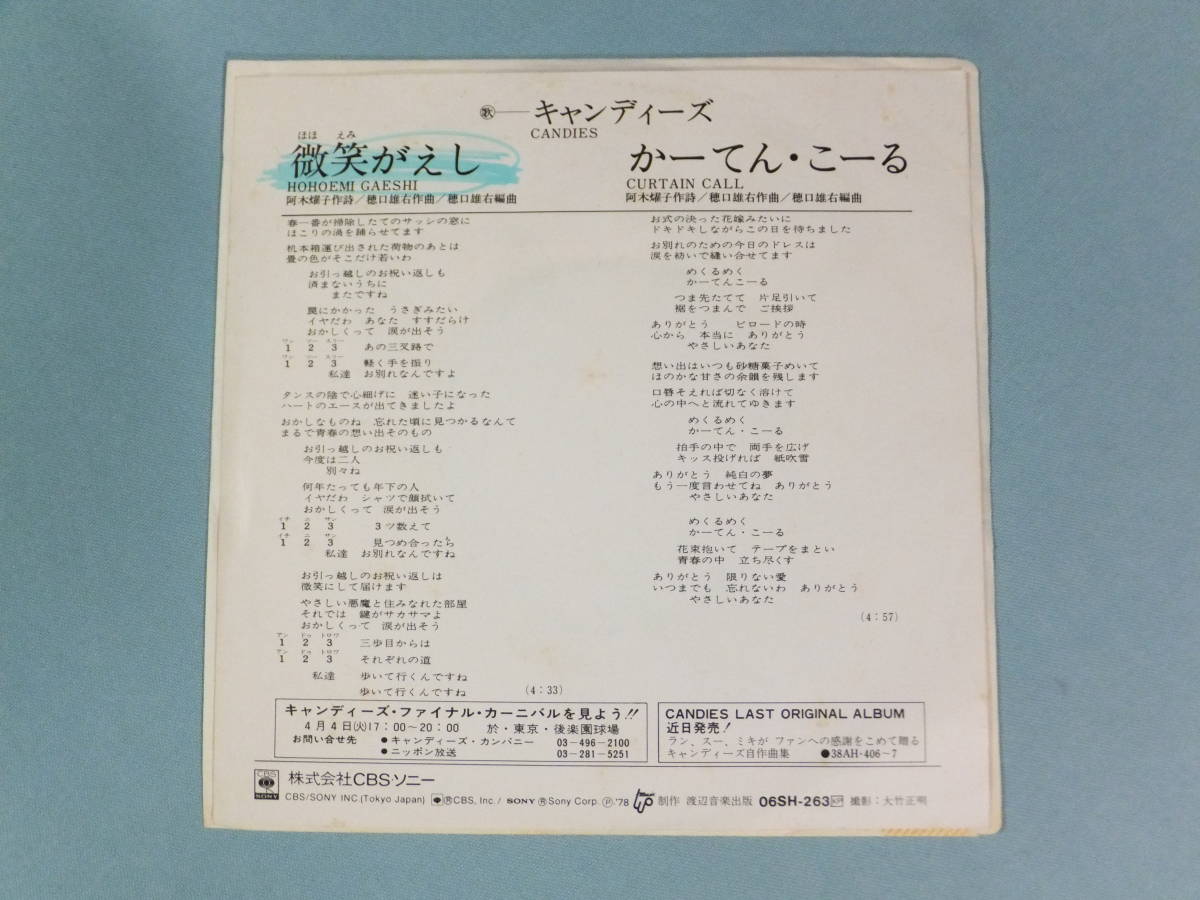 歌─キャンディーズ
CANDIES
ほほ えみ
微笑がえし
HOHOEMI GAESHI
阿木燿子作詩/穂口雄右作曲/穂口雄右編曲
春一番が掃除したてのサッシの窓に
ほこりの渦を踊らせてます
机本箱運び出された荷物のあとは
畳の色がそこだけ若いわ
お引っ越しのお祝い返しも
済まないうちに
またですね
罠にかかった うさぎみたい
イヤだわ あなた すすだらけ
おかしくって 涙が出そう
ワン ツー スリー
1 2 3 あの三叉路で
ワン ツー スリー
1 2 3 軽く手を振り
私達 お別れなんですよ
タンスの陰で心細げに 迷い子になった
ハートのエースが出てきましたよ
おかしなものね 忘れた頃に見つかるなんて
まるで青春の想い出そのもの
お引っ越しのお祝い返しも
今度は二人
別々ね
何年たっても年下の人
イヤだわ シャツで顔拭いて
おかしくって 涙が出そう
イチ ニ サン
1 2 3 3ツ数えて
イチ ニ サン
1 2 3 見つめ合ったら
私達 お別れなんですね
お引っ越しのお祝い返しは
微笑にして届けます
やさしい悪魔と住みなれた部屋
それでは 鍵がサカサマよ
おかしくって 涙が出そう
アン ドゥ トロワ
1 2 3 三歩目からは
アン ドゥ トロワ
1 2 3 それぞれの道
私達 歩いて行くんですね
歩いて行くんですね
(4:33)
かーてん・こーる
CURTAIN CALL
阿木燿子作詩/穂口雄右作曲/穂口雄右編曲
お式の決った花嫁みたいに
ドキドキしながらこの日を待ちました
お別れのための今日のドレスは
涙を紡いで縫い合せてます
めくるめく
かーてんこーる
つま先たてて 片足引いて
裾をつまんで ご挨拶
ありがとう ビロードの時
心から 本当に ありがとう
やさしいあなた
想い出はいつも砂糖菓子めいて
ほのかな甘さの余韻を残します
口唇そえれば切なく溶けて
心の中へと流れてゆきます
めくるめく
かーてん・こーる
拍手の中で 両手を広げ
キッス投げれば 紙吹雪
ありがとう 純白の夢
もう一度言わせてね ありがとう
やさしいあなた
めくるめく
かーてん・こーる
花束抱いて テープをまとい
青春の中 立ち尽くす
ありがとう 限りない愛
いつまでも 忘れないわ ありがとう
やさしいあなた
(4:57)
キャンディーズ・ファイナル・カーニバルを見よう!!
4月4日(火)17:00〜20:00 於・東京・後楽園球場
お問い合せ先 ●キャンディーズ・カンパニー 03-496-2100
●ニッポン放送 03-281-5251
CANDIES LAST ORIGINAL ALBUM
近日発売!
ラン、スー、ミキが ファンへの感謝をこめて贈る
キャンディーズ自作曲集 ●38AH-406~7
CBS
SONY
株式会社CBS・ソニー
CBS/SONY INC.(Tokyo Japan) ®CBS, Inc./ SONY ®Sony Corp. Ⓟ'78 制作 渡辺音楽出版 06SH-263 撮影:大竹正明